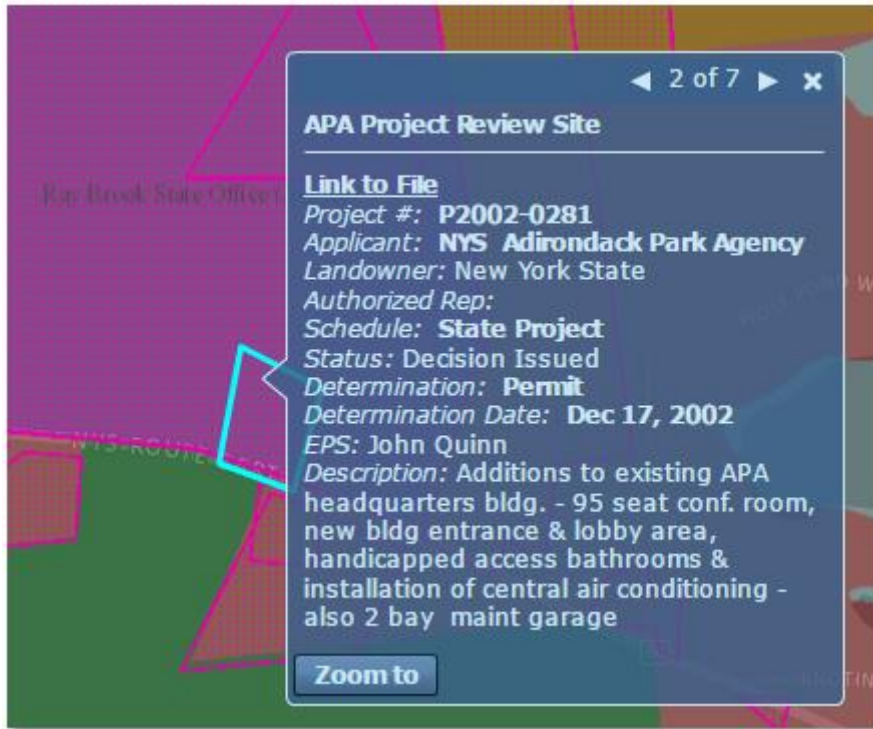 ◀ 2 of 7 ▶ ×
APA Project Review Site
Link to File
Project #: P2002-0281
Applicant: NYS Adirondack Park Agency
Landowner: New York State
Authorized Rep:
Schedule: State Project
Status: Decision Issued
Determination: Permit
Determination Date: Dec 17, 2002
EPS: John Quinn
Description: Additions to existing APA
headquarters bldg. - 95 seat conf. room,
new bldg entrance & lobby area,
handicapped access bathrooms &
installation of central air conditioning -
also 2 bay maint garage
Zoom to
Ray Brook State Office
NYS-ROUTE